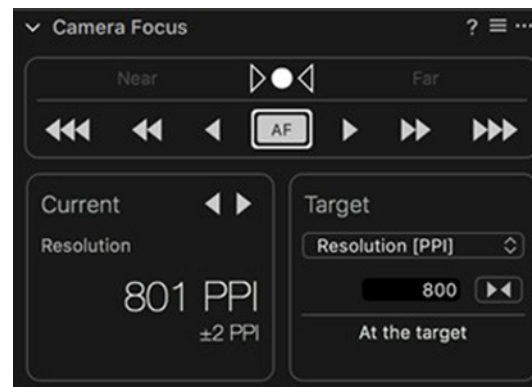 Camera Focus ?
Near Far
AF
Current
Resolution
801 PPI
±2 PPI
Target
Resolution [PPI]
800
At the target